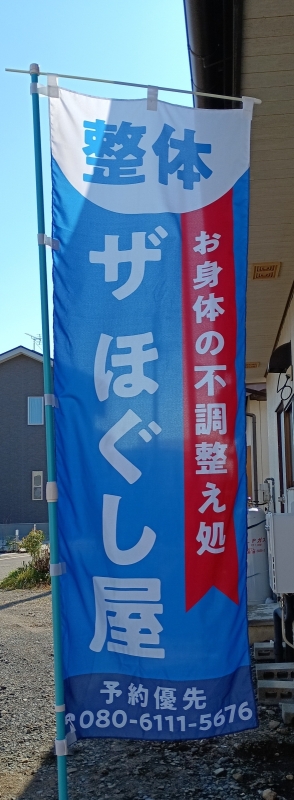 整体
お身体の不調整え処
ザ ほぐし屋
予約優先
080-6111-5676